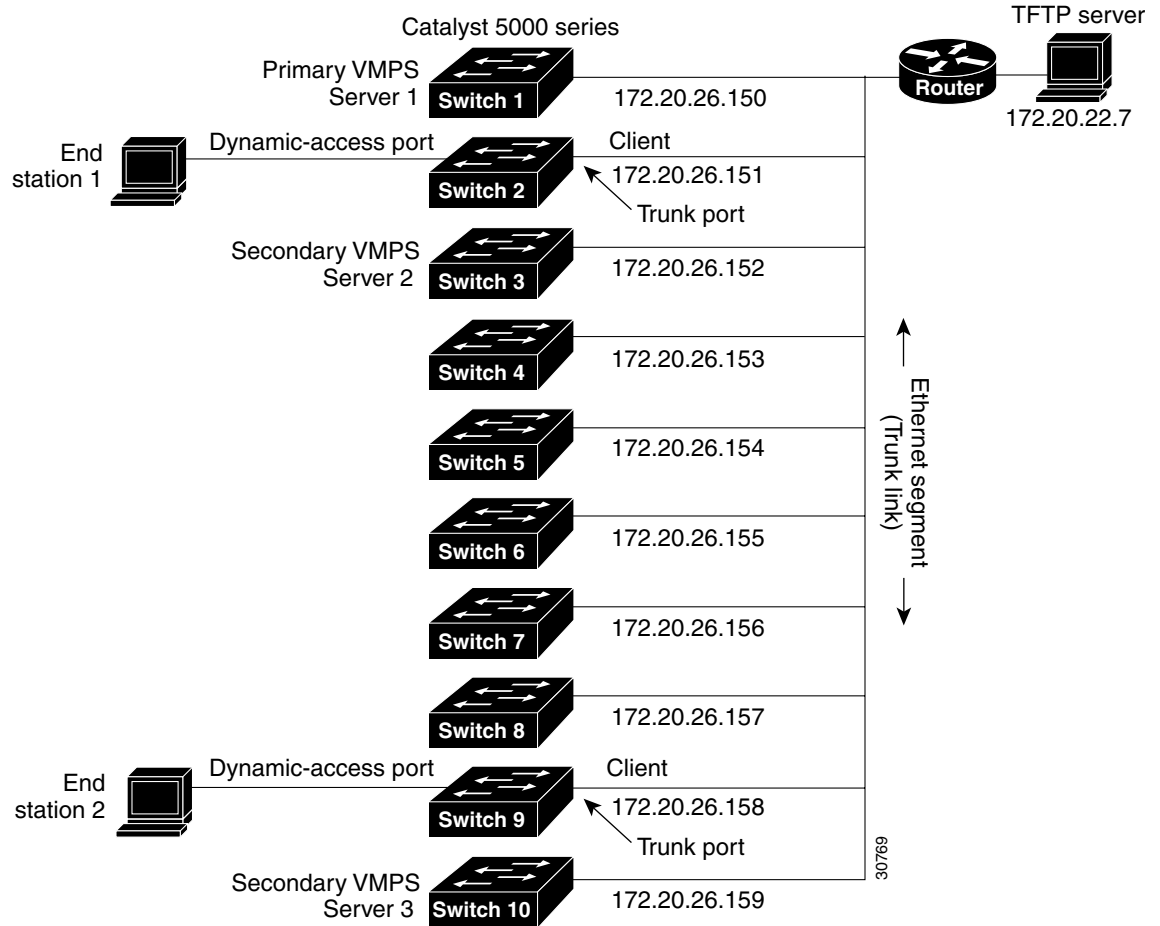 Catalyst 5000 series
TFTP server
Primary VMPS
Server 1
Switch 1
172.20.26.150
Router
172.20.22.7
End
station 1
Dynamic-access port
Switch 2
Client
172.20.26.151
Trunk port
Secondary VMPS
Server 2
Switch 3
172.20.26.152
Switch 4
172.20.26.153
Switch 5
172.20.26.154
Ethernet segment
(Trunk link)
Switch 6
172.20.26.155
Switch 7
172.20.26.156
Switch 8
172.20.26.157
End
station 2
Dynamic-access port
Switch 9
Client
172.20.26.158
Trunk port
Secondary VMPS
Server 3
Switch 10
172.20.26.159
30769